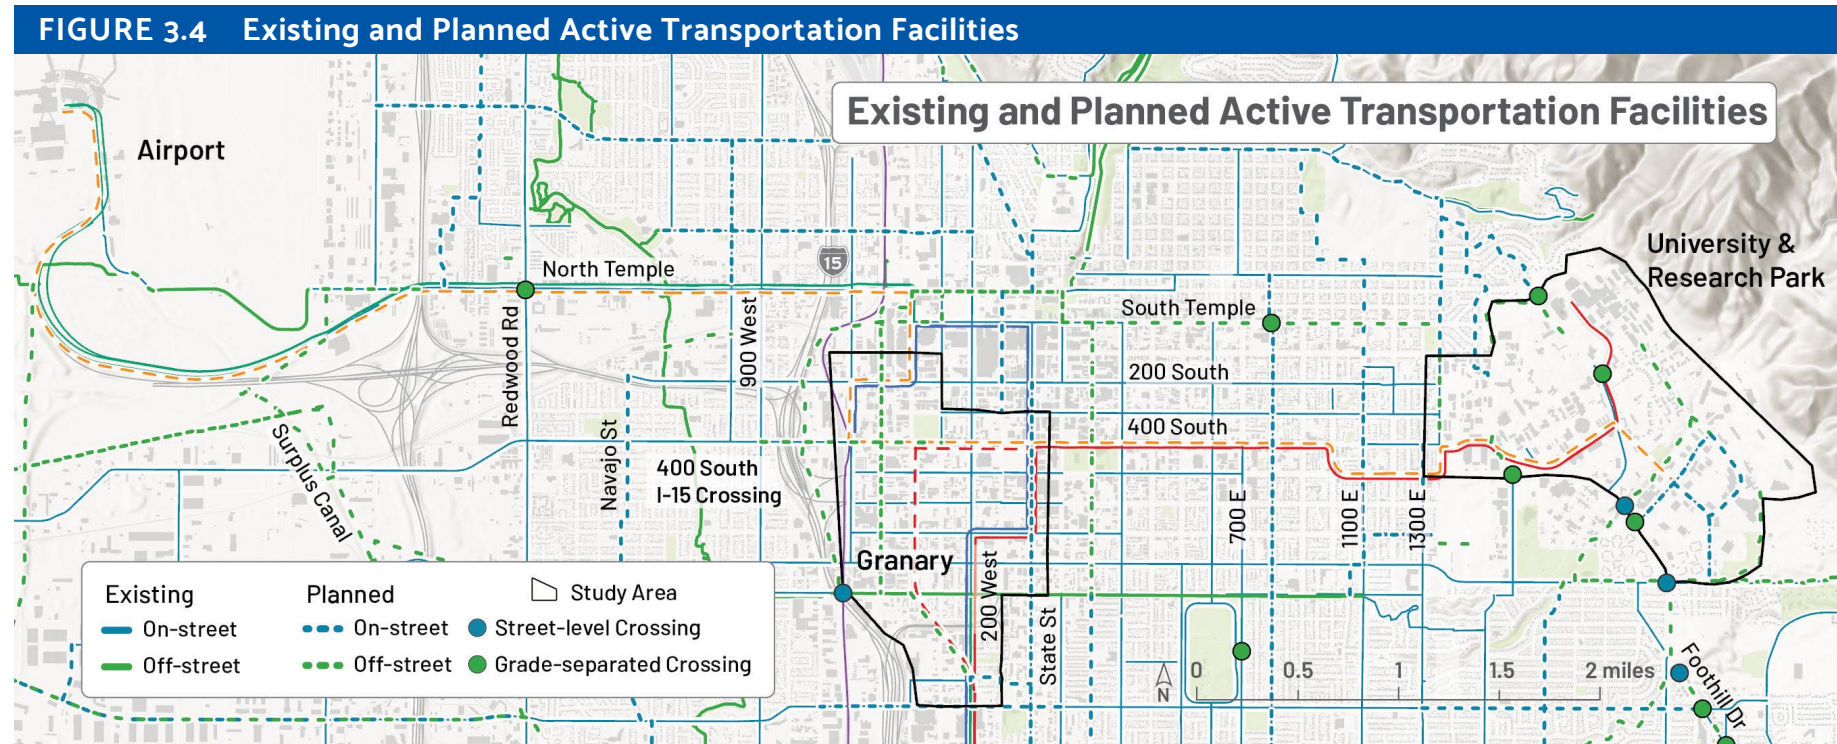 FIGURE 3.4 Existing and Planned Active Transportation Facilities
Existing and Planned Active Transportation Facilities
Airport
University &
Research Park
15
North Temple
South Temple
Redwood Rd
900 West
200 South
400 South
Surplus Canal
Navajo St
400 South
I-15 Crossing
700 E
1100 E
1300 E
Granary
200 West
State St
Existing
On-street
Off-street
Planned
On-street
Off-street
Study Area
Street-level Crossing
Grade-separated Crossing
N
0 0.5 1 1.5 2 miles
Foothill Dr